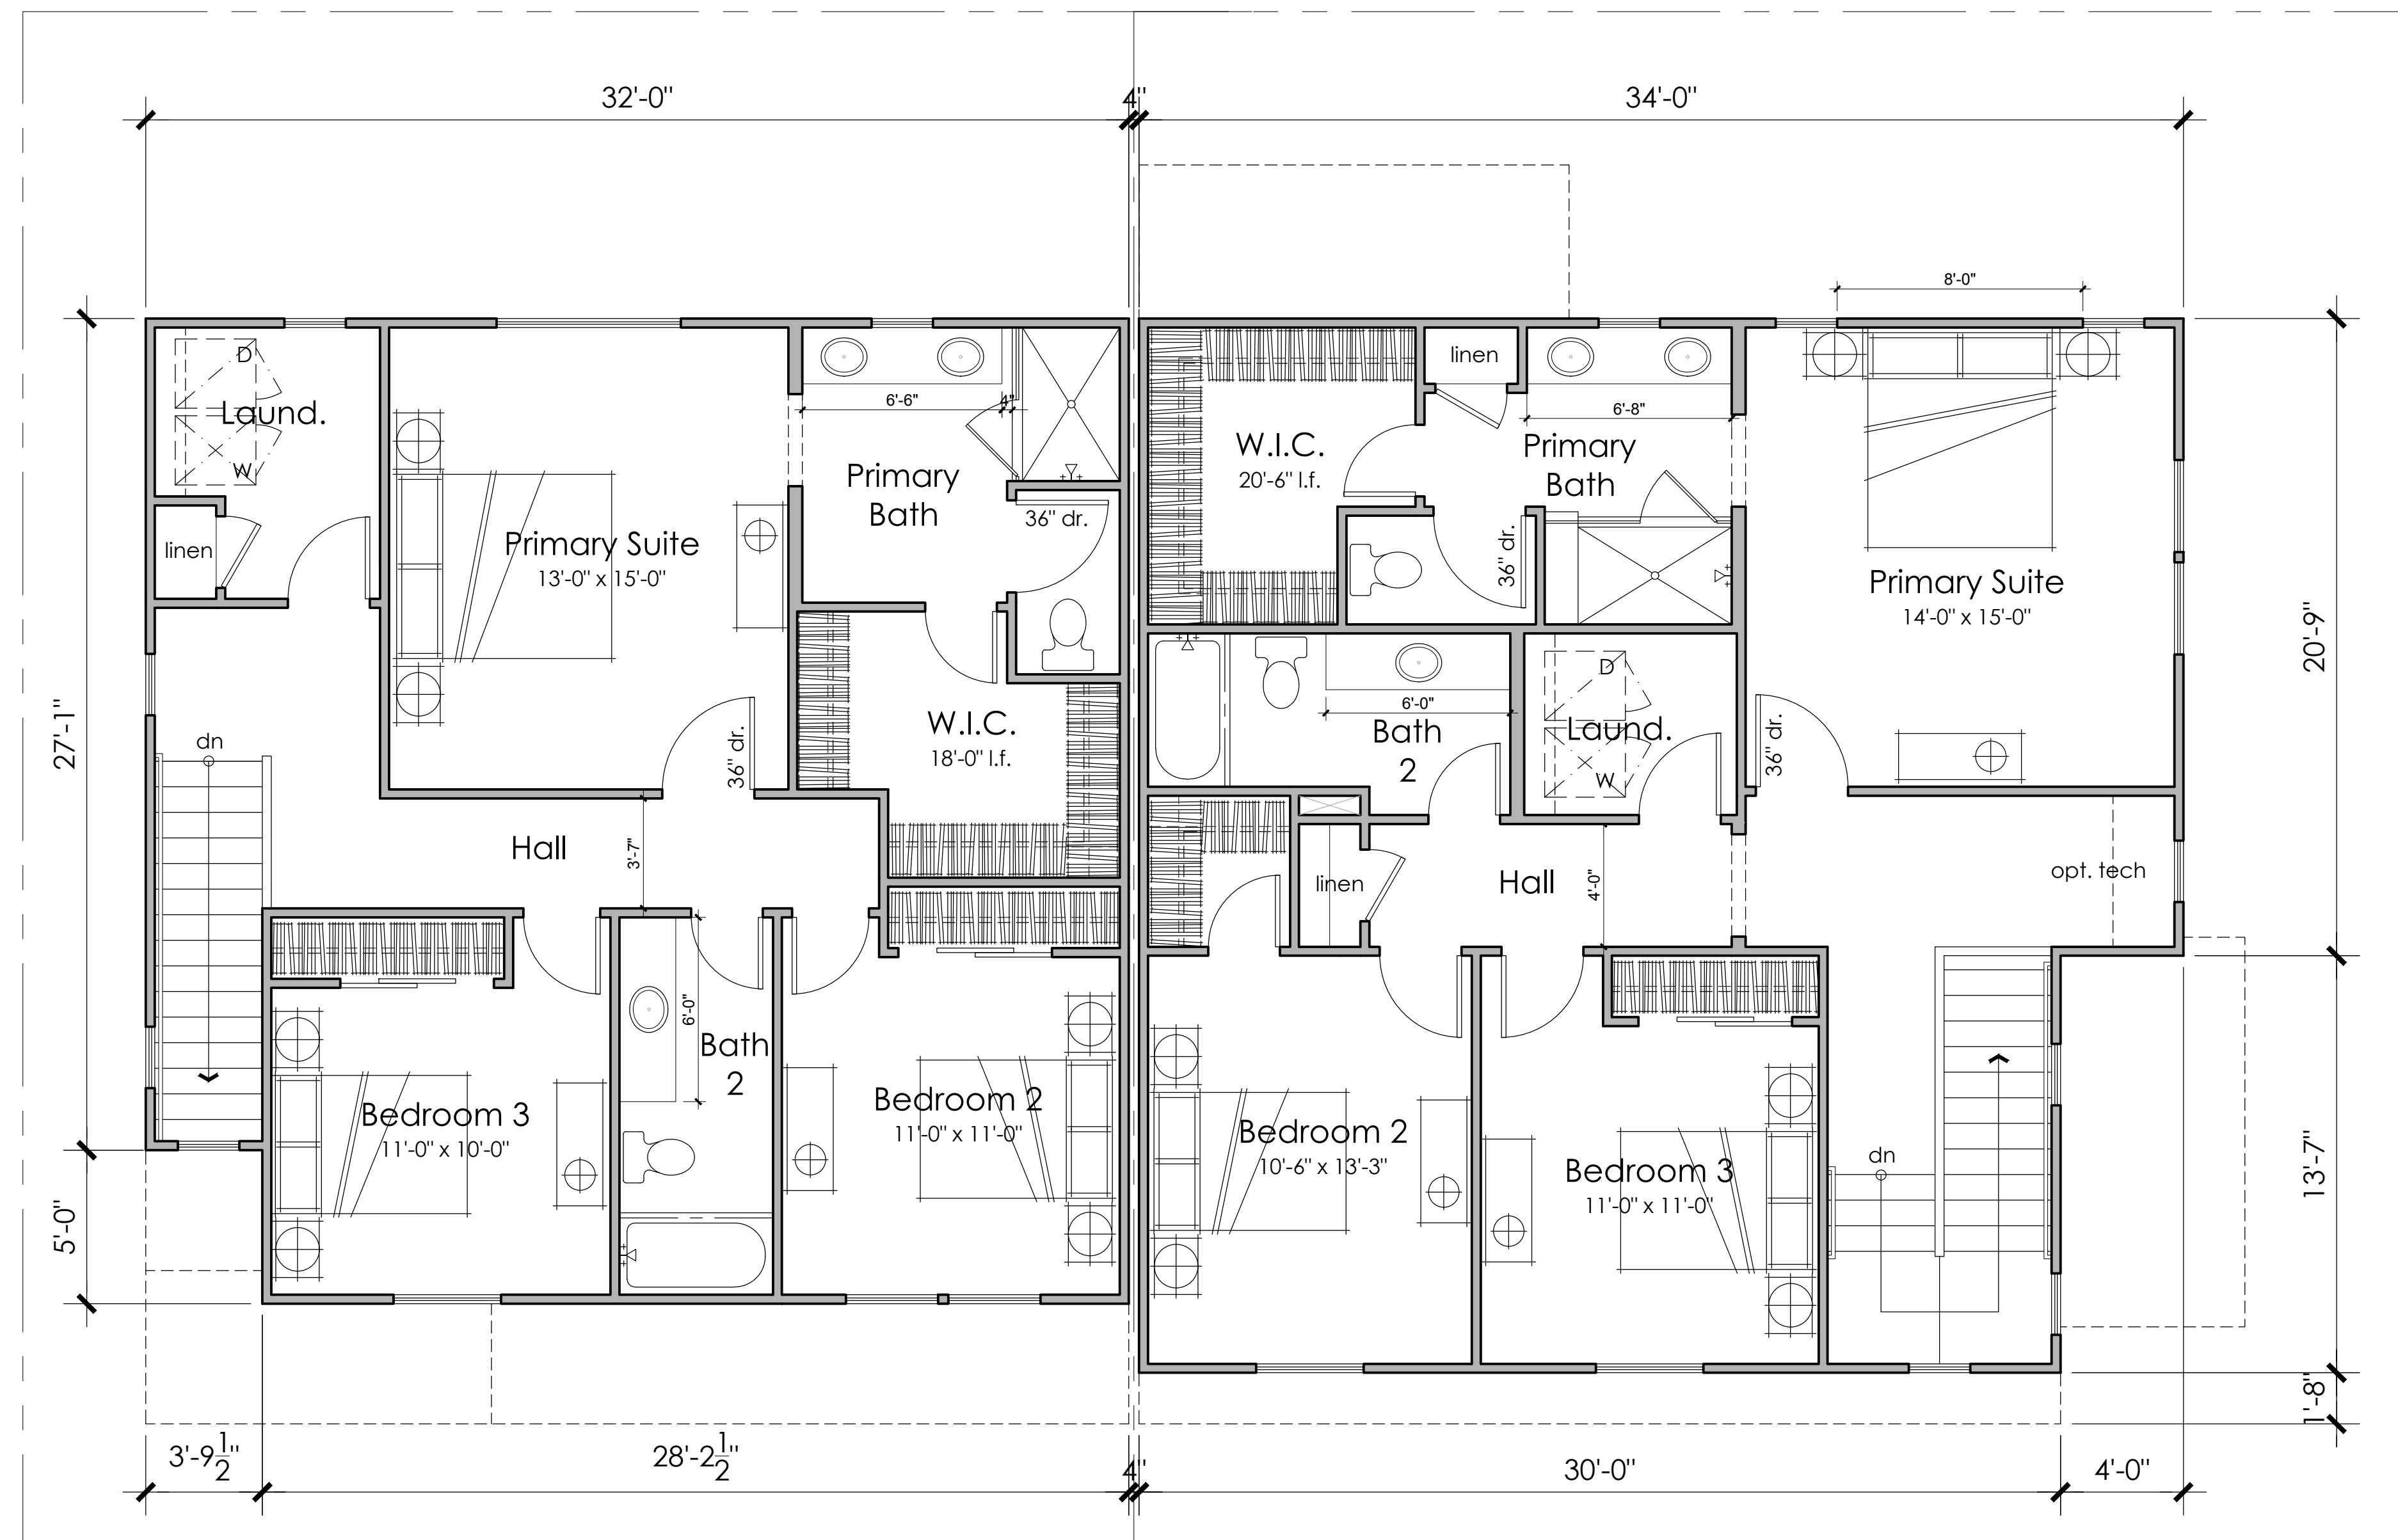 32'-0"
4"
34'-0"
8'-0"
D
Laund.
W
linen
Primary Suite
13'-0" x 15'-0"
6'-6"
4"
Primary
Bath
36" dr.
W.I.C.
20'-6" l.f.
linen
6'-8"
Primary
Bath
36" dr.
Primary Suite
14'-0" x 15'-0"
20'-9"
27'-1"
dn
36" dr.
W.I.C.
18'-0" l.f.
6'-0"
Bath
2
D
Laund.
W
36" dr.
Hall
3'-7"
linen
Hall
4'-0"
opt. tech
6'-0"
Bath
2
Bedroom 3
11'-0" x 10'-0"
Bedroom 2
11'-0" x 11'-0"
Bedroom 2
10'-6" x 13'-3"
Bedroom 3
11'-0" x 11'-0"
dn
13'-7"
5'-0"
1'-8"
3'-9 1/2"
28'-2 1/2"
4"
30'-0"
4'-0"